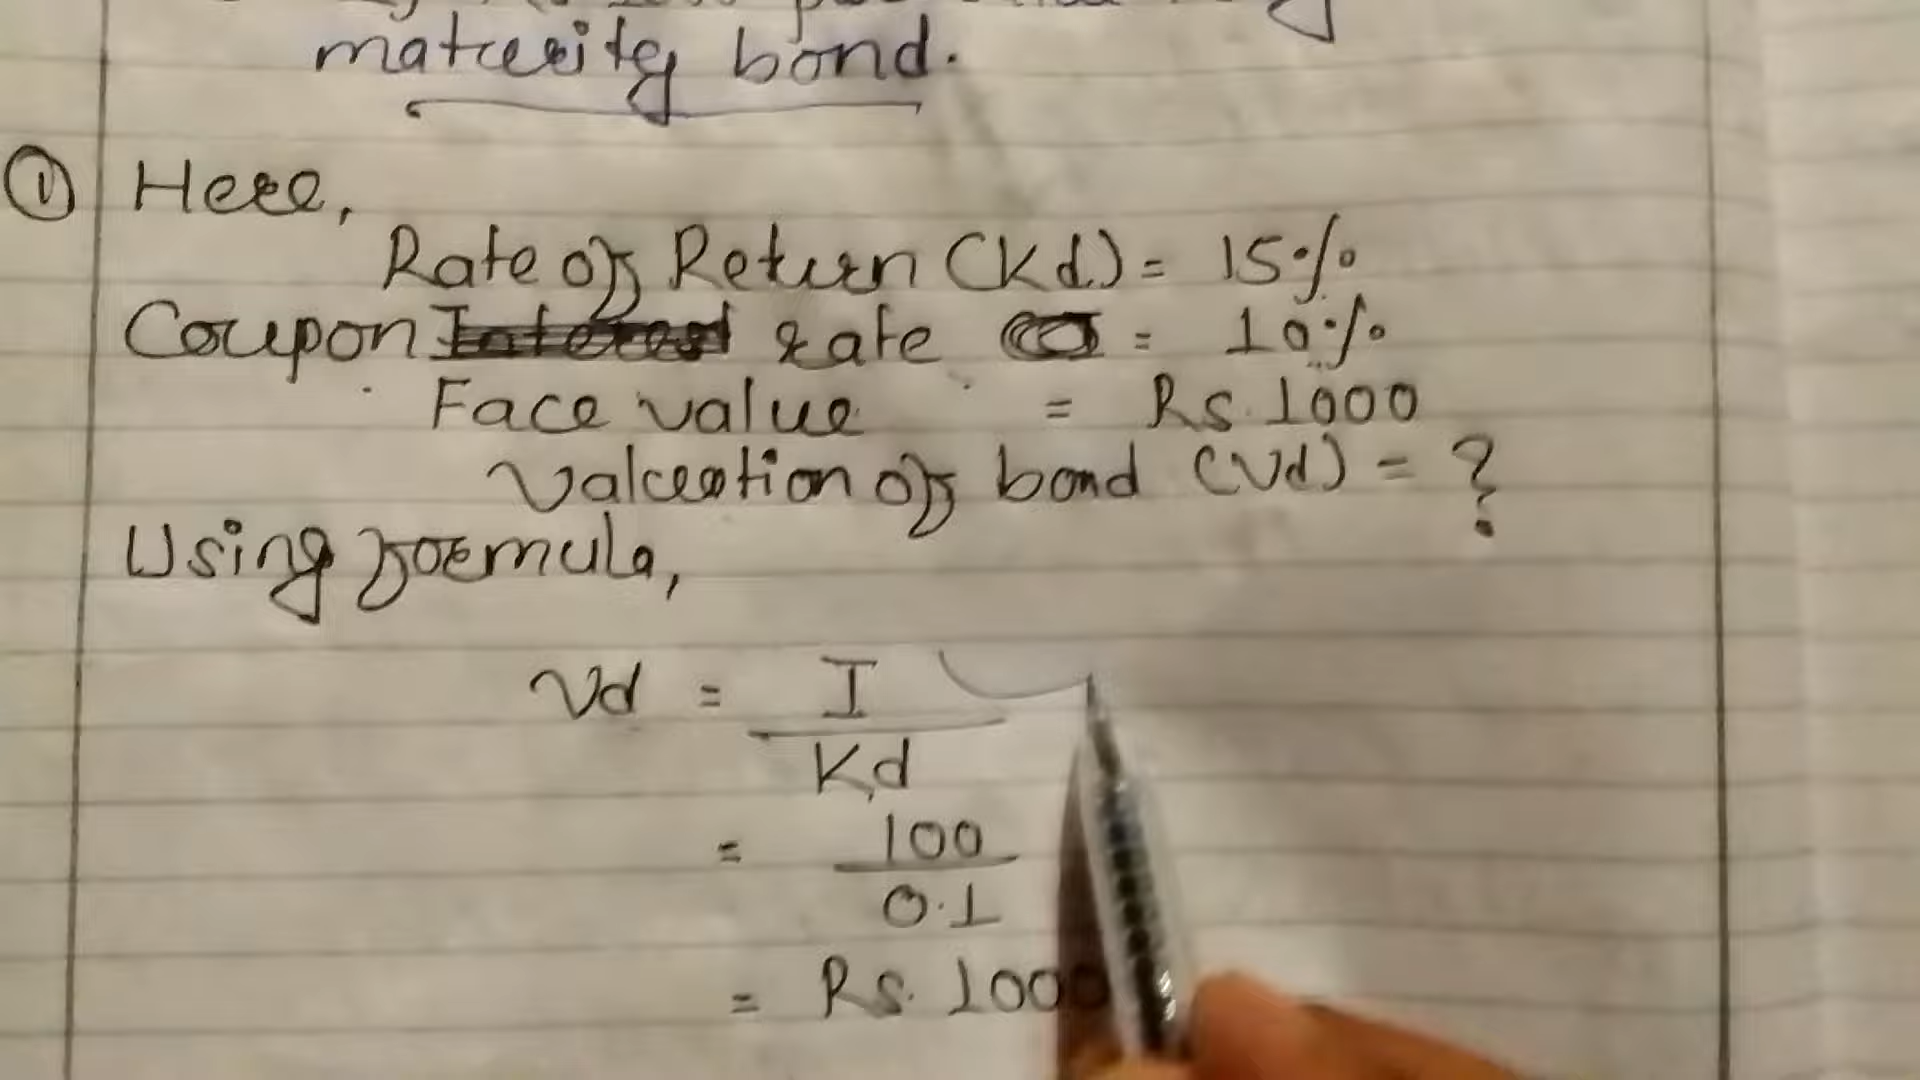 maturity bond.
① Here,
Rate of Return (Kd) = 15%
Coupon rate = 10%
Face value = Rs. 1000
Valuation of bond (Vd) = ?
Using formula,
Vd = I
Kd
= 100
0.1
= Rs. 1000